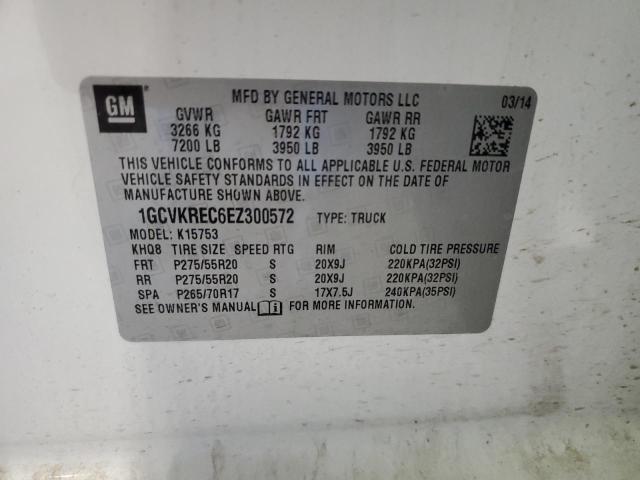 GM
MFD BY GENERAL MOTORS LLC 03/14
GVWR GAWR FRT GAWR RR
3266 KG 1792 KG 1792 KG
7200 LB 3950 LB 3950 LB
THIS VEHICLE CONFORMS TO ALL APPLICABLE U.S. FEDERAL MOTOR
VEHICLE SAFETY STANDARDS IN EFFECT ON THE DATE OF
MANUFACTURE SHOWN ABOVE.
1GCVKREC6EZ300572 TYPE: TRUCK
MODEL: K15753
KHQ8 TIRE SIZE SPEED RTG RIM COLD TIRE PRESSURE
FRT P275/55R20 S 20X9J 220KPA(32PSI)
RR P275/55R20 S 20X9J 220KPA(32PSI)
SPA P265/70R17 S 17X7.5J 240KPA(35PSI)
SEE OWNER'S MANUAL FOR MORE INFORMATION.